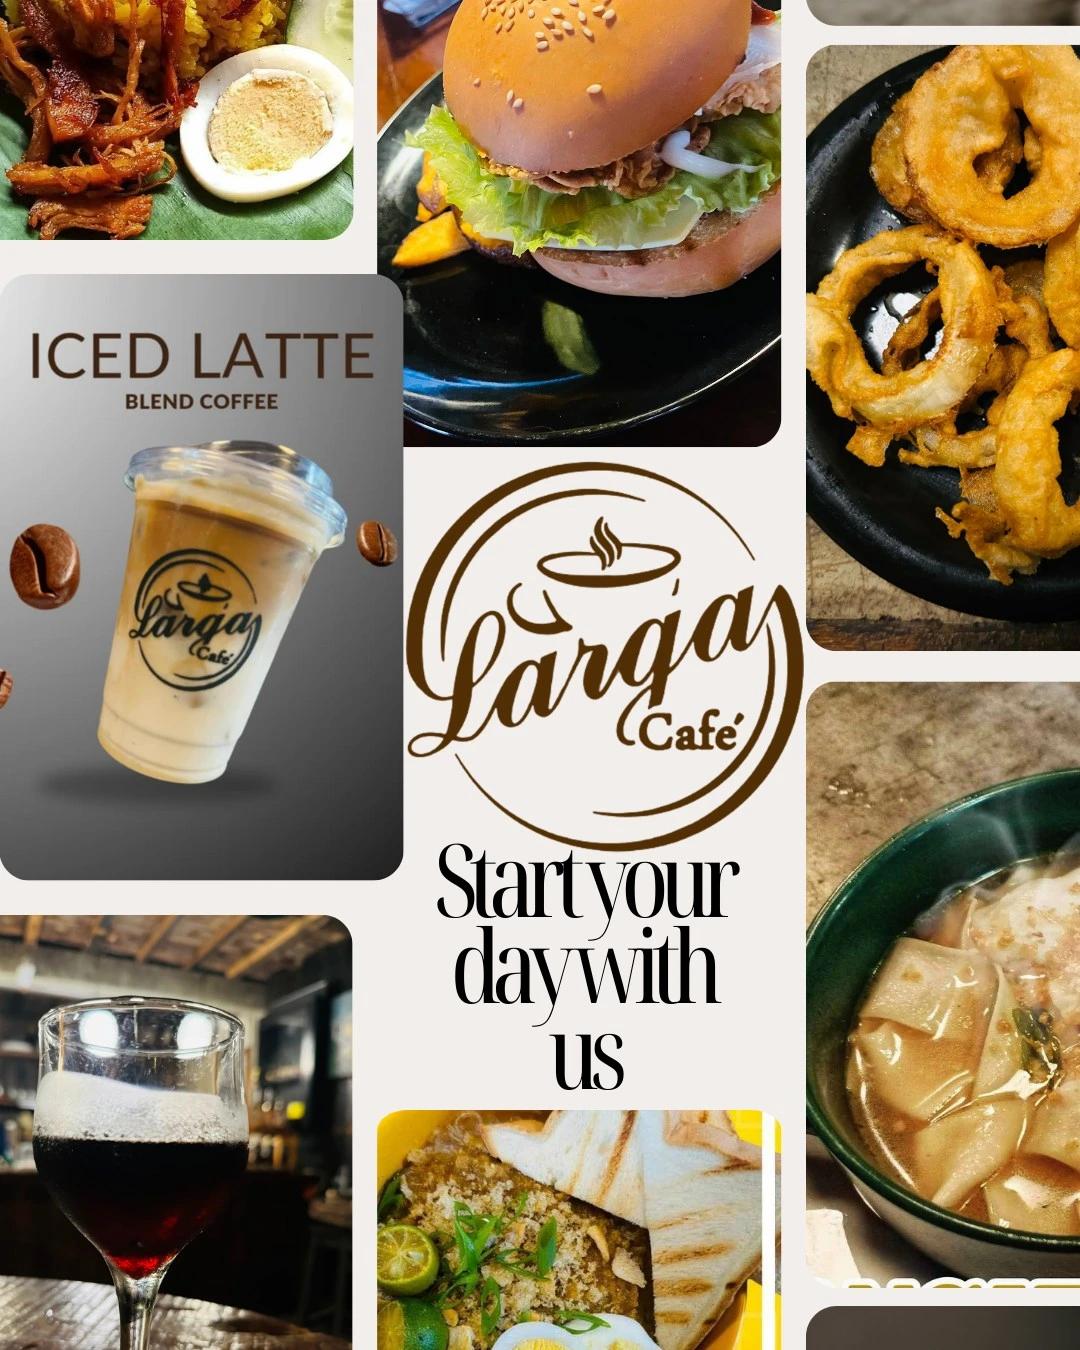 ICED LATTE
BLEND COFFEE
Larga
Café
Larga
Café
Start your
day with
us